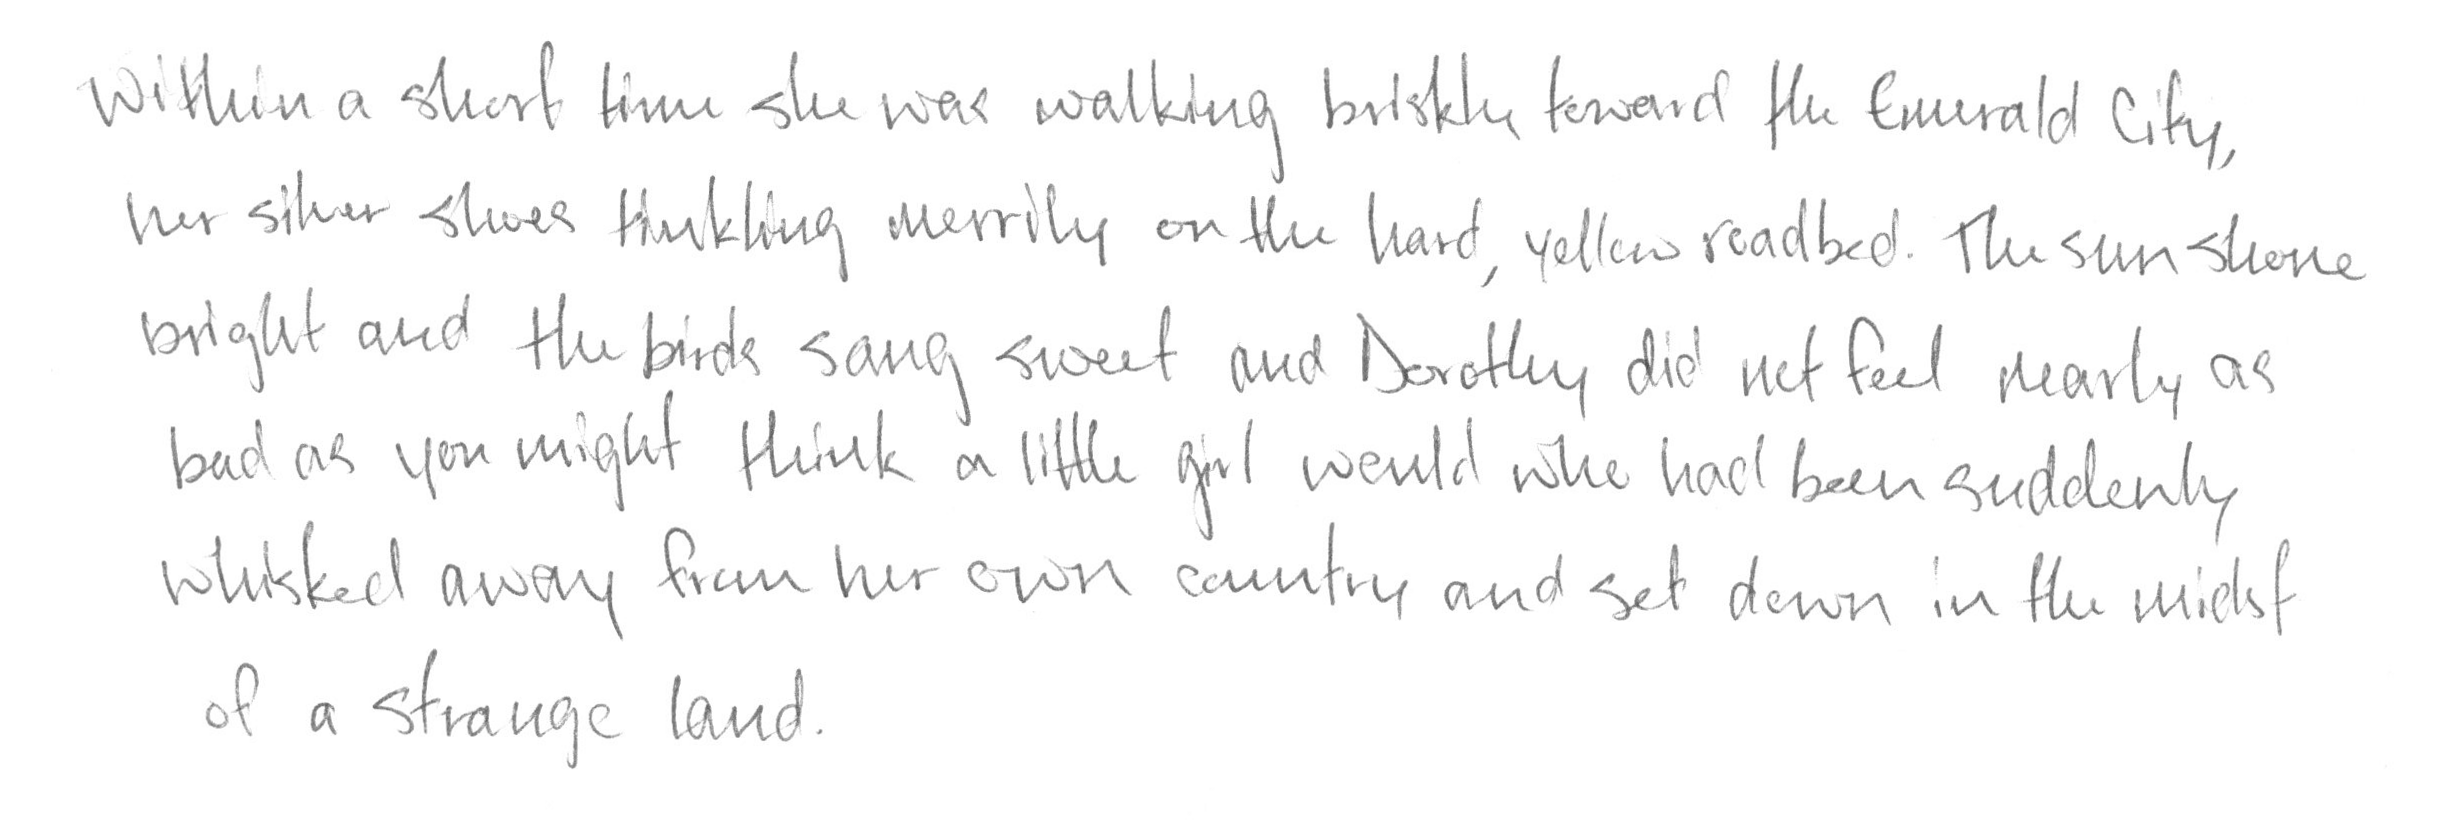 Within a short time she was walking briskly toward the Emerald City,
her silver shoes tinkling merrily on the hard, yellow roadbed. The sun shone
bright and the birds sang sweet and Dorothy did not feel nearly as
bad as you might think a little girl would who had been suddenly
whisked away from her own country and set down in the midst
of a strange land.